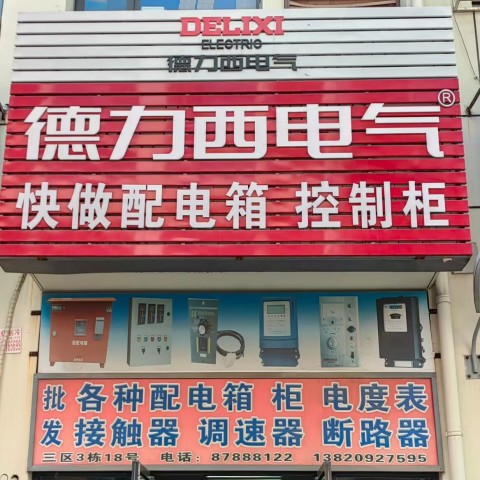 DELIXI
ELECTRIC
德力西电气
德力西电气®
快做配电箱 控制柜
批 各种配电箱 柜 电度表
发 接触器 调速器 断路器
三区3栋18号 电话：87888122 13820927595